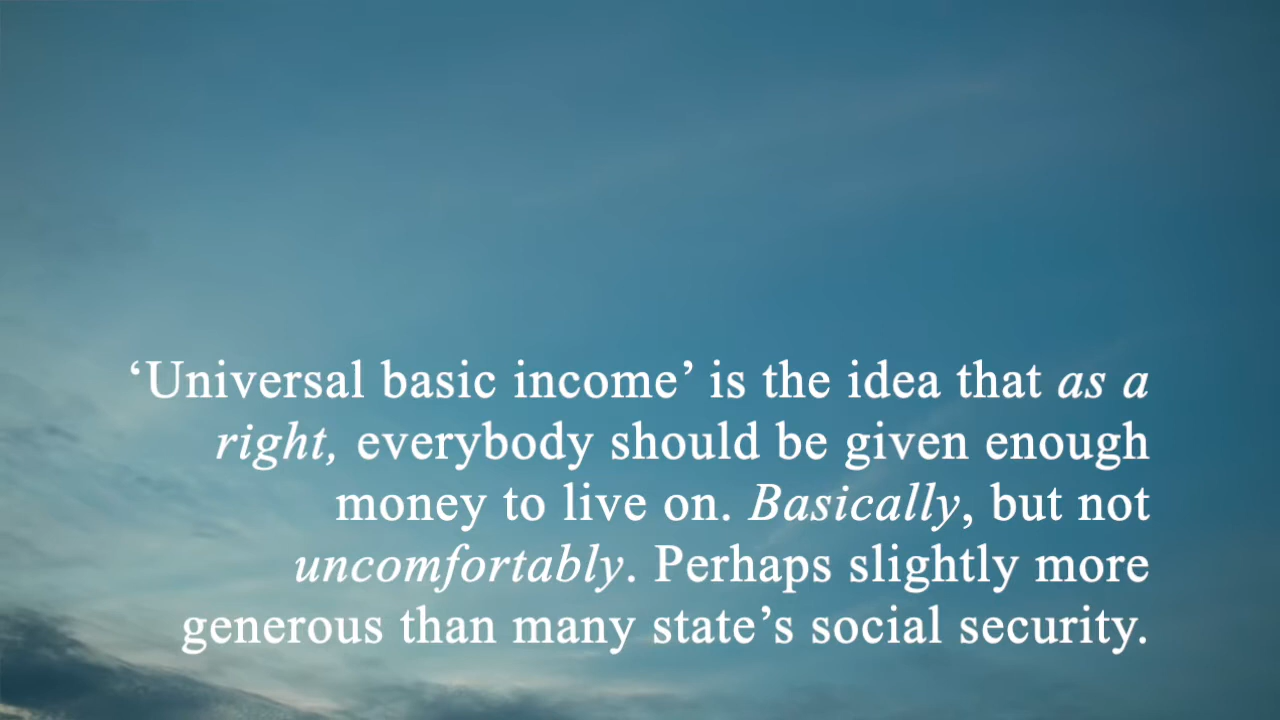 ‘Universal basic income’ is the idea that as a
right, everybody should be given enough
money to live on. Basically, but not
uncomfortably. Perhaps slightly more
generous than many state’s social security.